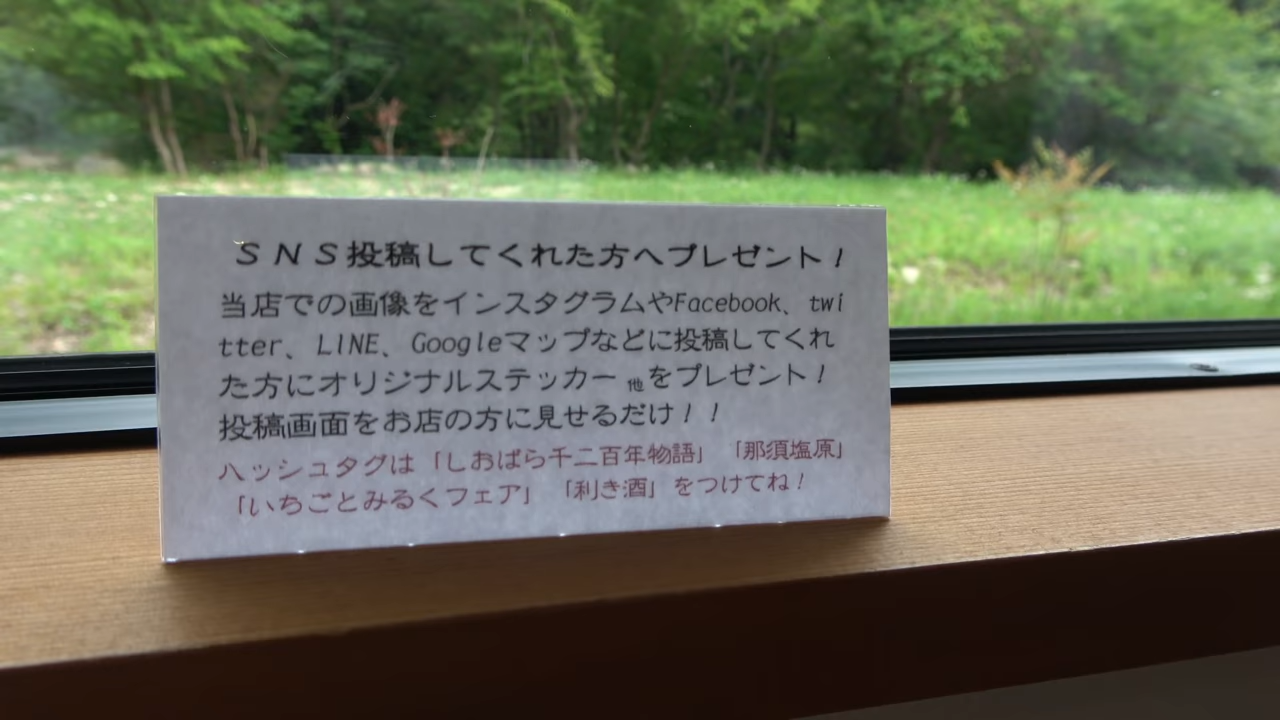 SNS投稿してくれた方へプレゼント！
当店での画像をインスタグラムやFacebook、twi
tter、LINE、Googleマップなどに投稿してくれ
た方にオリジナルステッカー他をプレゼント！
投稿画面をお店の方に見せるだけ！！
ハッシュタグは「しおばら千二百年物語」「那須塩原」
「いちごとみるくフェア」「利き酒」をつけてね！